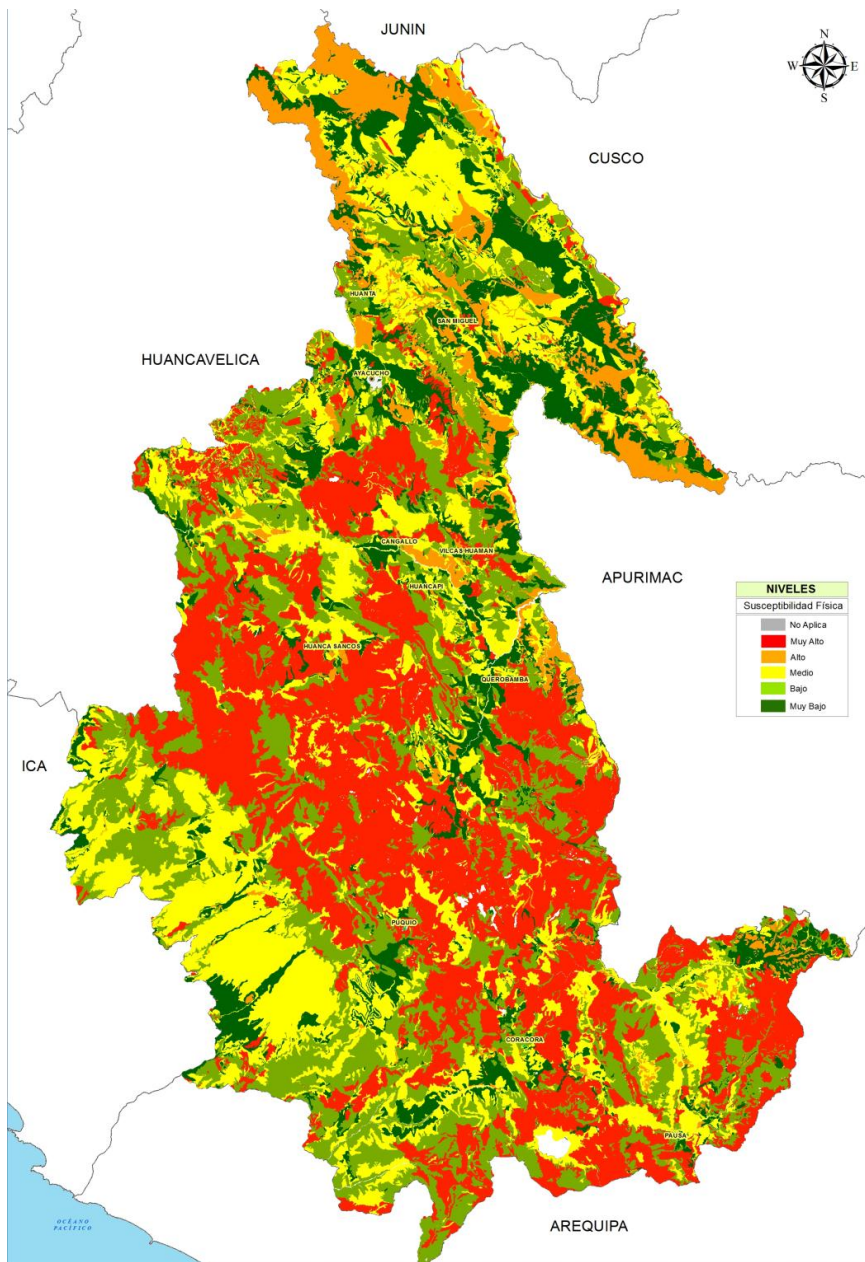 JUNIN
N
W
E
S
CUSCO
HUANTA
SAN MIGUEL
HUANCAVELICA
AYACUCHO
CANGALLO
VILCAS HUAMAN
APURIMAC
HUANCAPI
NIVELES
Susceptibilidad Física
No Aplica
Muy Alto
Alto
Medio
Bajo
Muy Bajo
HUANCA SANCOS
QUEROBAMBA
ICA
PUQUIO
CORACORA
PAUSA
OCÉANO
PACÍFICO
AREQUIPA